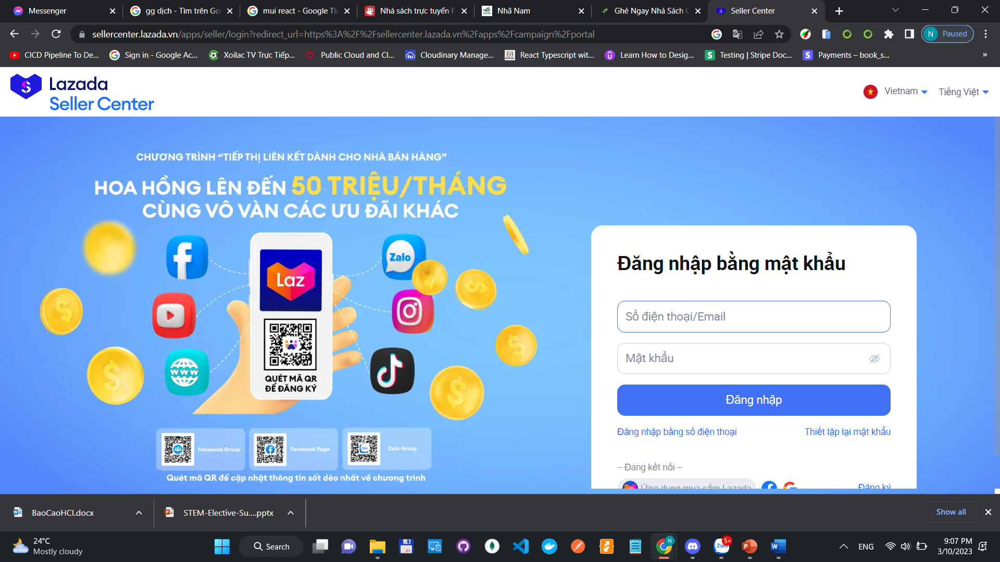 Messenger
gg dịch - Tìm trên Goo
mui react - Google Tìm
Nhà sách trực tuyến Fa
Nhã Nam
Ghé Ngay Nhà Sách C
Seller Center
sellercenter.lazada.vn/apps/seller/login?redirect_url=https%3A%2F%2Fsellercenter.lazada.vn%2Fapps%2Fcampaign%2Fportal
N Paused
CICD Pipeline To De...
Sign in - Google Ac...
Xoilac TV Trực Tiếp...
Public Cloud and Cl...
Cloudinary Manage...
React Typescript wit...
Learn How to Desig...
Testing | Stripe Doc...
Payments – book_s...
»
Lazada
Seller Center
Vietnam
Tiếng Việt
CHƯƠNG TRÌNH “TIẾP THỊ LIÊN KẾT DÀNH CHO NHÀ BÁN HÀNG”
HOA HỒNG LÊN ĐẾN 50 TRIỆU/THÁNG
CÙNG VÔ VÀN CÁC ƯU ĐÃI KHÁC
Zalo
Laz
www
QUÉT MÃ QR
ĐỂ ĐĂNG KÝ
Facebook Group
Facebook Page
Zalo Group
Quét mã QR để cập nhật thông tin sốt dẻo nhất về chương trình
Đăng nhập bằng mật khẩu
Số điện thoại/Email
Mật khẩu
Đăng nhập
Đăng nhập bằng số điện thoại
Thiết lập lại mật khẩu
-- Đang kết nối --
Laz Ứng dụng mua sắm Lazada
Đăng ký
BaoCaoHCI.docx
STEM-Elective-Su....pptx
Show all
24°C
Mostly cloudy
Search
64
N
Zalo
5+
ENG
9:07 PM
3/10/2023